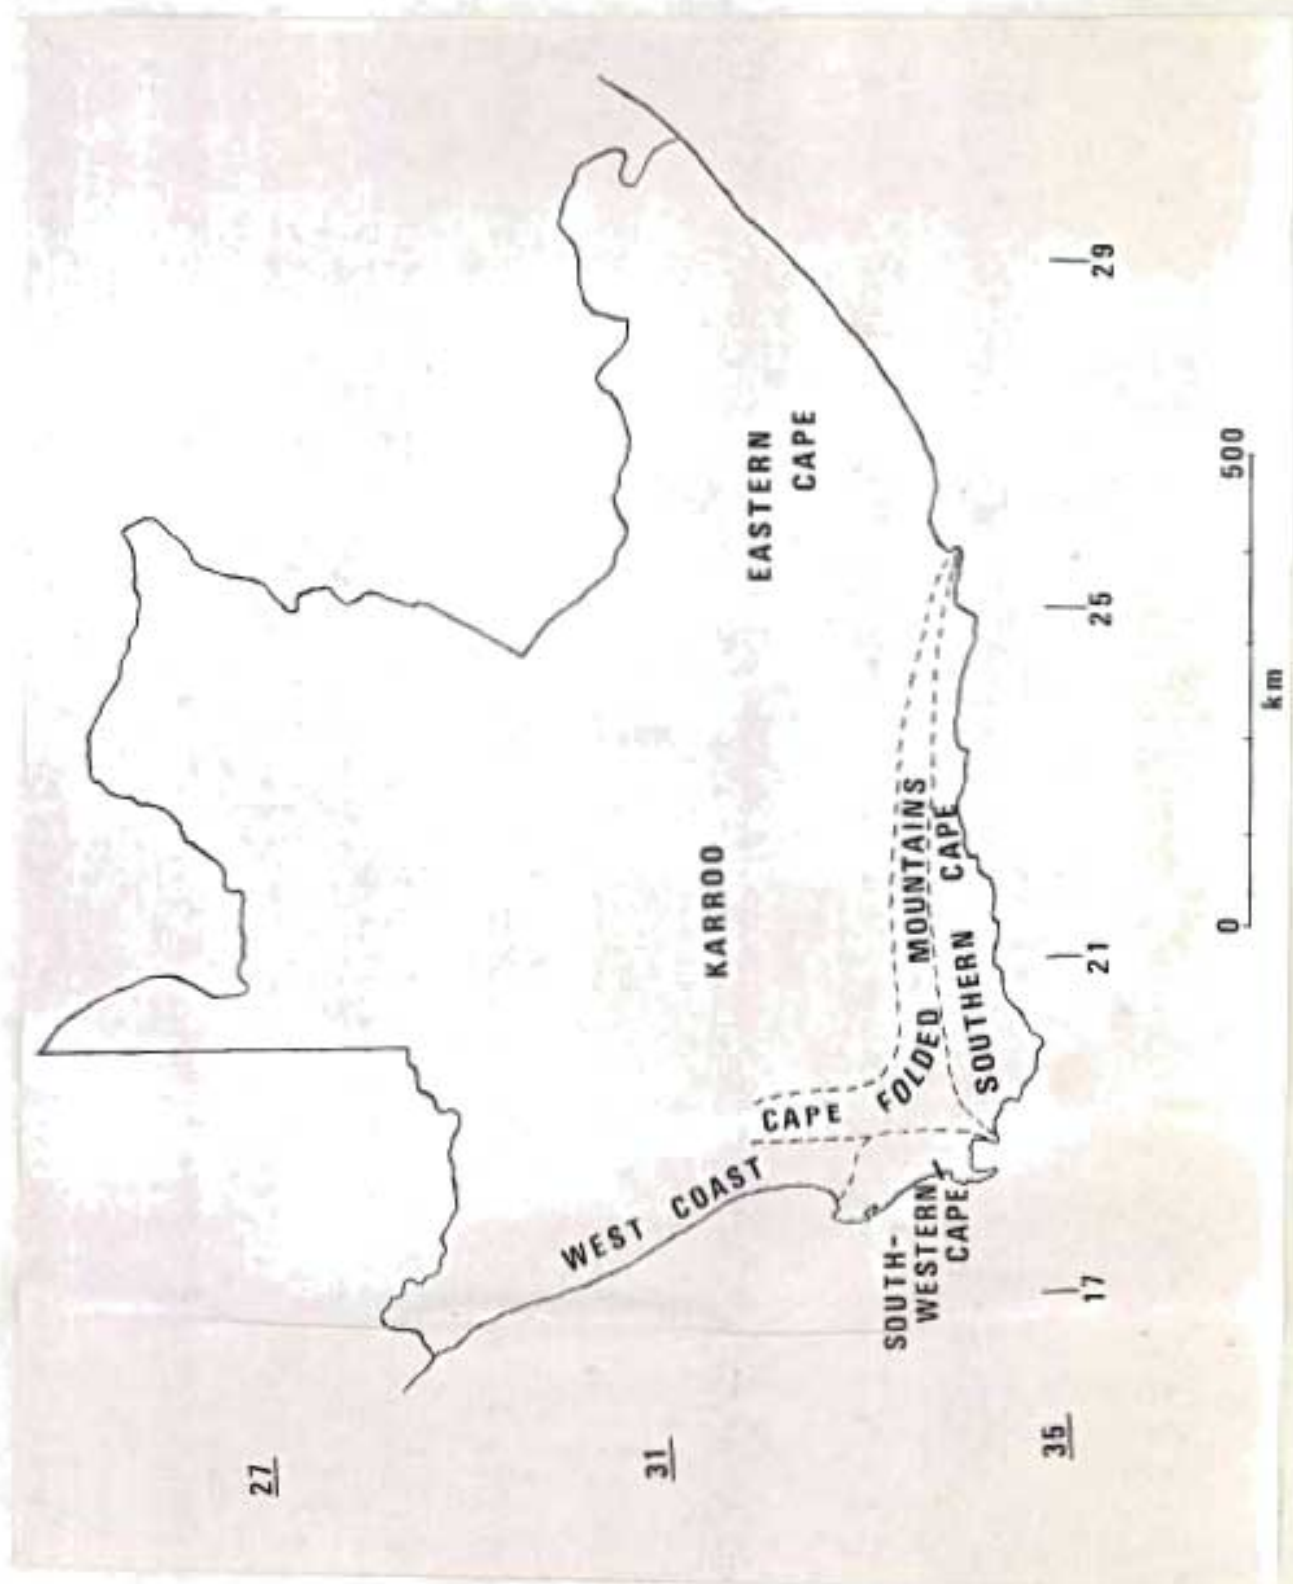 27
31
35
WEST COAST
KARROO
EASTERN
CAPE
CAPE FOLDED MOUNTAINS
SOUTHERN CAPE
SOUTH-
WESTERN
CAPE
17
21
25
29
0
500
km